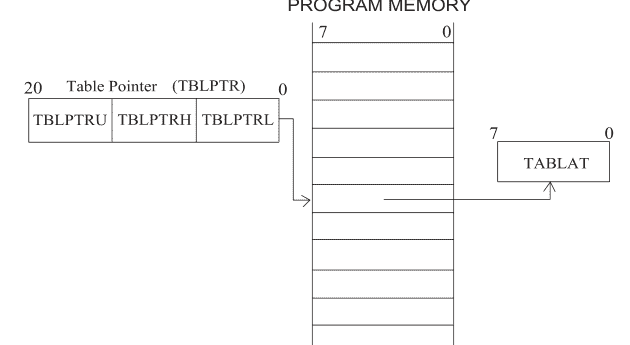 PROGRAM MEMORY
7 0
20 Table Pointer (TBLPTR) 0
TBLPTRU TBLPTRH TBLPTRL
7 0
TABLAT